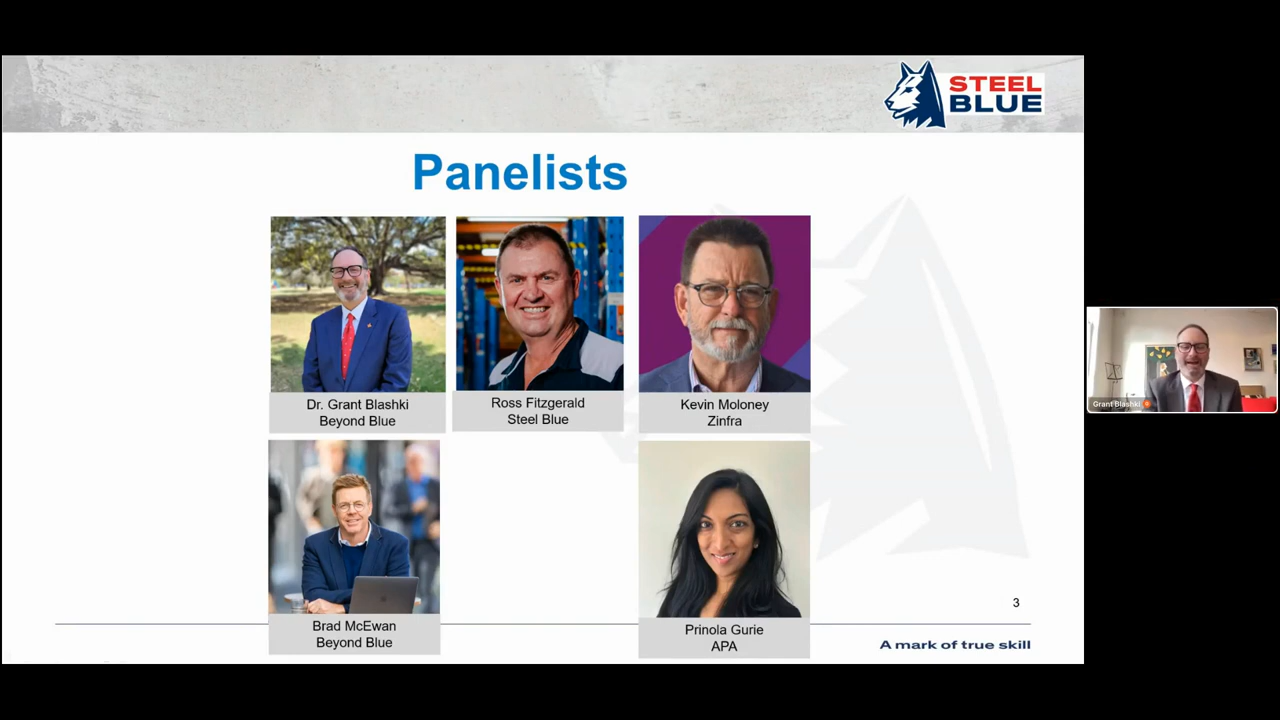 STEEL
BLUE
Panelists
Dr. Grant Blashki
Beyond Blue
Ross Fitzgerald
Steel Blue
Kevin Moloney
Zinfra
Grant Blashki
Brad McEwan
Beyond Blue
Prinola Gurie
APA
3
A mark of true skill